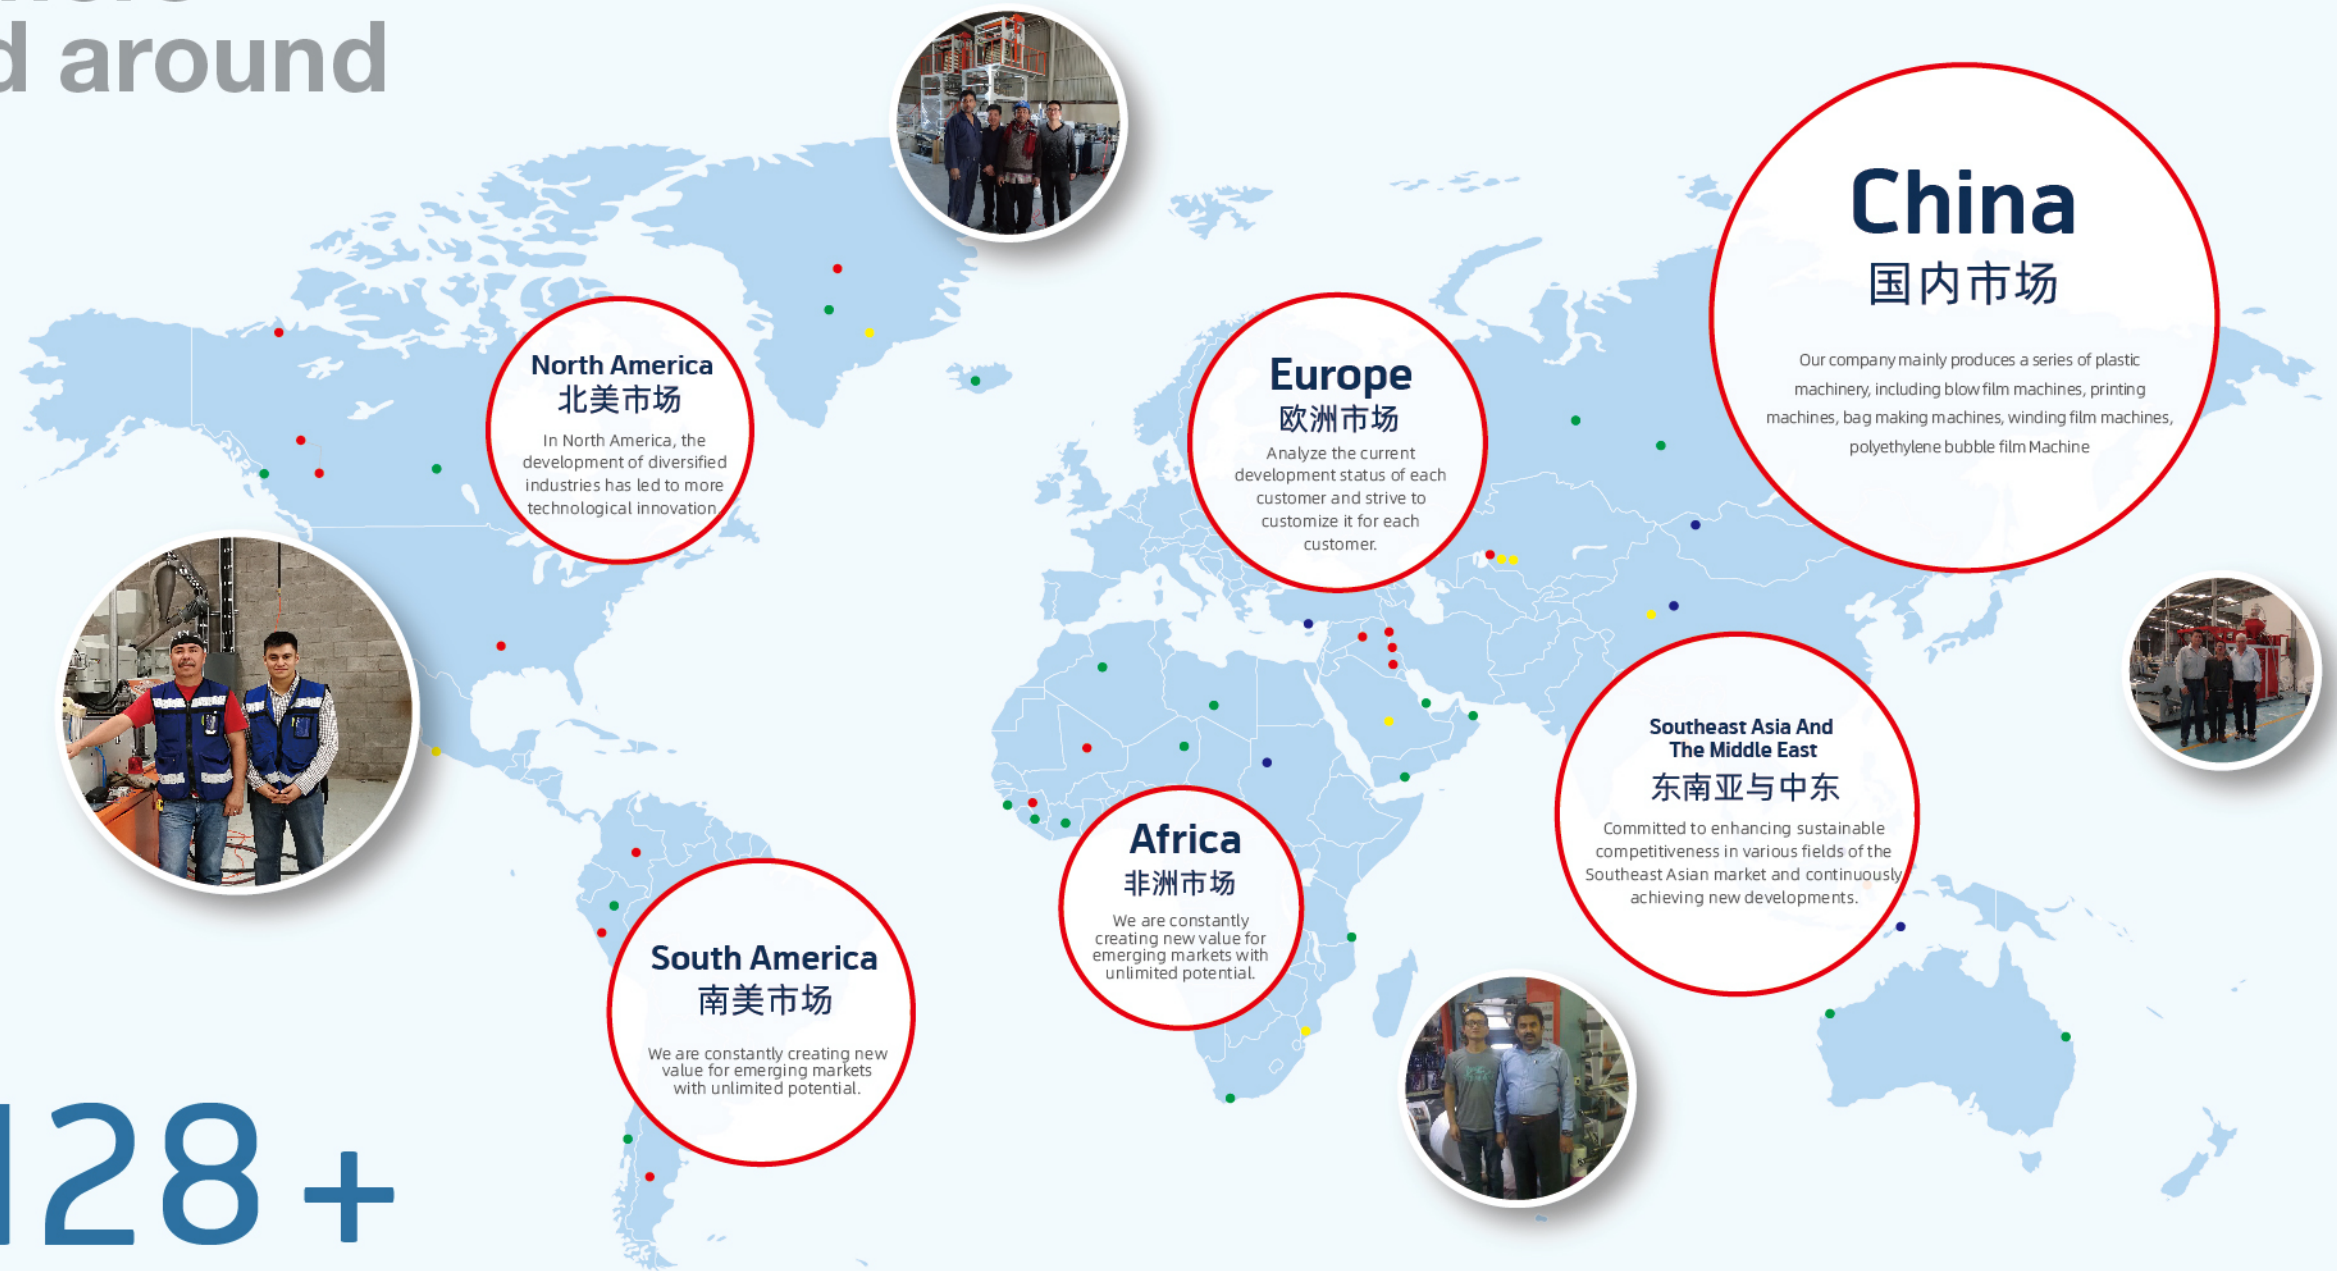 d around
China
国内市场
Our company mainly produces a series of plastic
machinery, including blow film machines, printing
machines, bag making machines, winding film machines,
polyethylene bubble film Machine
North America
北美市场
In North America, the
development of diversified
industries has led to more
technological innovation.
Europe
欧洲市场
Analyze the current
development status of each
customer and strive to
customize it for each
customer.
Southeast Asia And
The Middle East
东南亚与中东
Committed to enhancing sustainable
competitiveness in various fields of the
Southeast Asian market and continuously
achieving new developments.
Africa
非洲市场
We are constantly
creating new value for
emerging markets with
unlimited potential.
South America
南美市场
We are constantly creating new
value for emerging markets
with unlimited potential.
128+